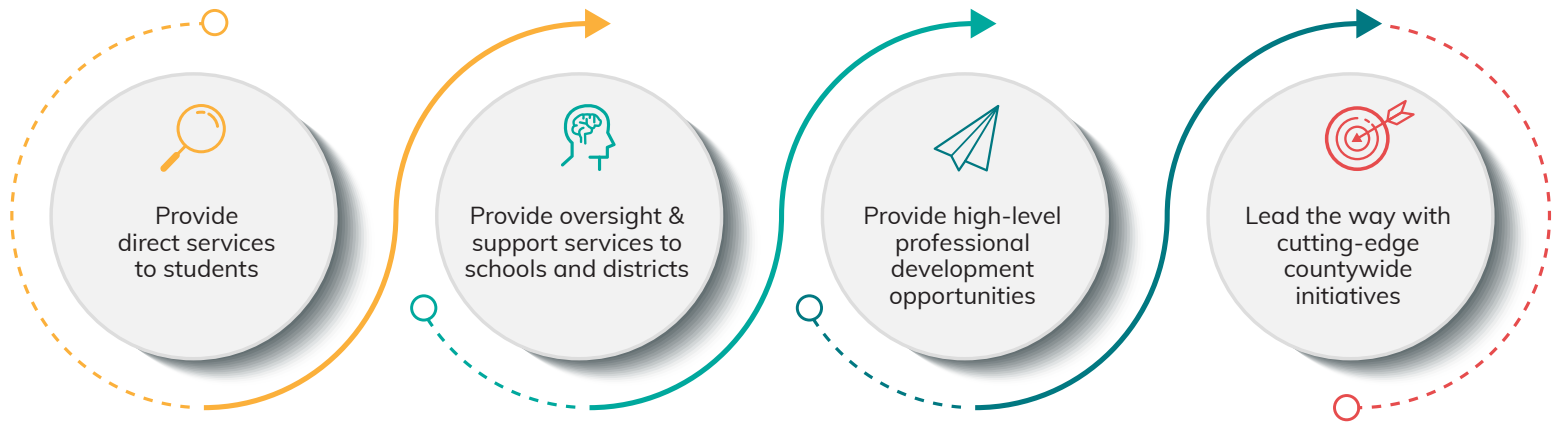 Provide
direct services
to students
Provide oversight &
support services to
schools and districts
Provide high-level
professional
development
opportunities
Lead the way with
cutting-edge
countywide
initiatives